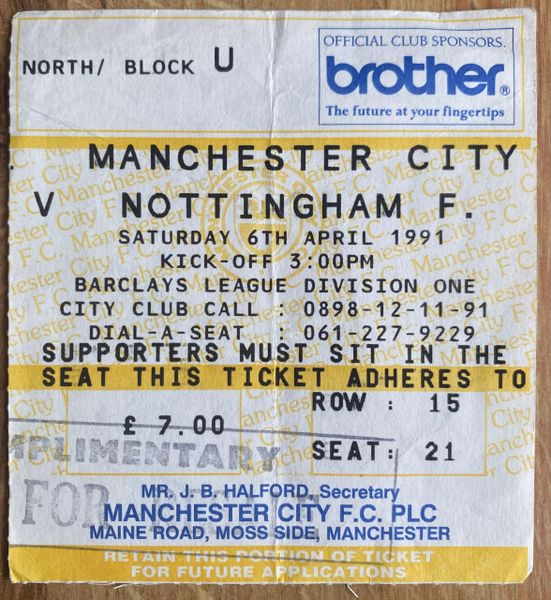 NORTH/ BLOCK U
OFFICIAL CLUB SPONSORS.
brother®
The future at your fingertips
MANCHESTER CITY
V NOTTINGHAM F.
SATURDAY 6TH APRIL 1991
KICK-OFF 3:00PM
BARCLAYS LEAGUE DIVISION ONE
CITY CLUB CALL : 0898-12-11-91
DIAL-A-SEAT : 061-227-9229
SUPPORTERS MUST SIT IN THE
SEAT THIS TICKET ADHERES TO
ROW : 15
£ 7.00
MPLIMENTARY
SEAT: 21
FOR
MR. J. B. HALFORD, Secretary
MANCHESTER CITY F.C. PLC
MAINE ROAD, MOSS SIDE, MANCHESTER
RETAIN THIS PORTION OF TICKET
FOR FUTURE APPLICATIONS